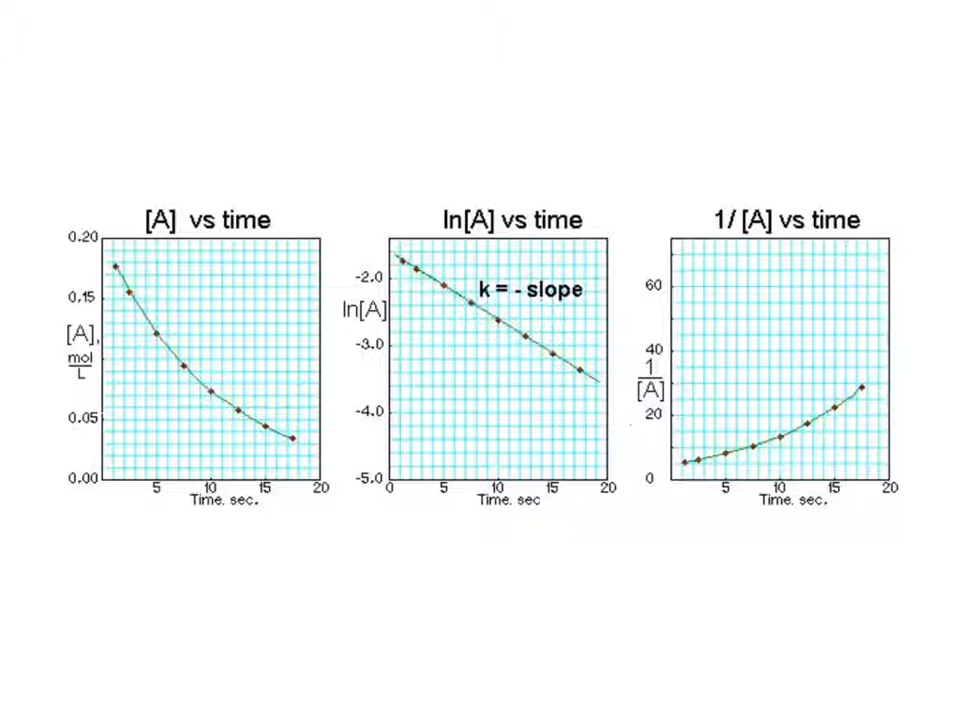 [A] vs time
0.20
0.15
[A],
mol
L
0.05
0.00
5
10
15
20
Time. sec.
ln[A] vs time
-2.0
k = - slope
ln[A]
-3.0
-4.0
-5.0
0
5
10
15
20
Time. sec
1/ [A] vs time
60
40
1
[A]
20
0
5
10
15
20
Time. sec.